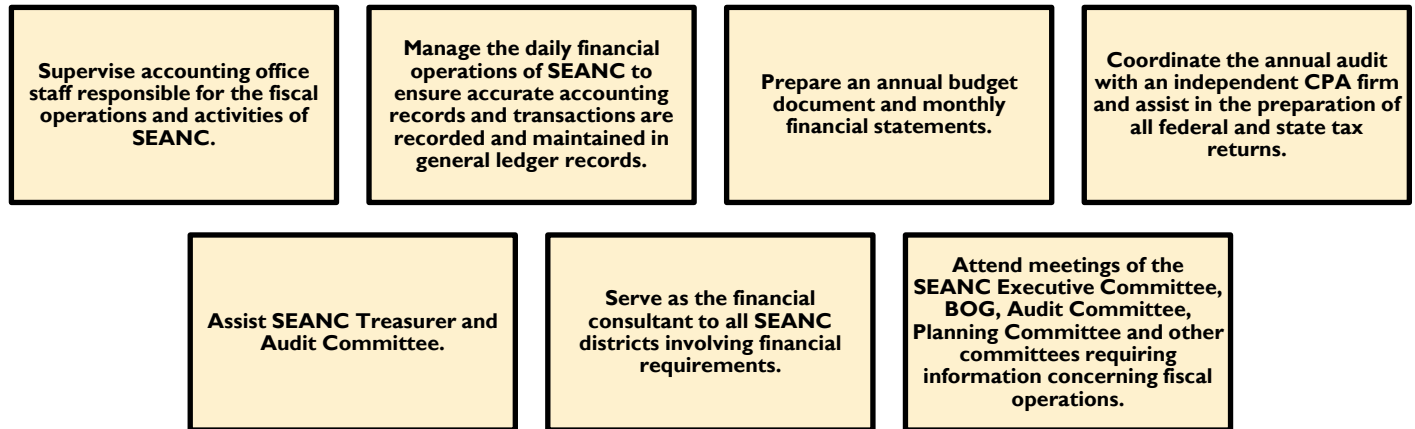 Supervise accounting office
staff responsible for the fiscal
operations and activities of
SEANC.
Manage the daily financial
operations of SEANC to
ensure accurate accounting
records and transactions are
recorded and maintained in
general ledger records.
Prepare an annual budget
document and monthly
financial statements.
Coordinate the annual audit
with an independent CPA firm
and assist in the preparation of
all federal and state tax
returns.
Assist SEANC Treasurer and
Audit Committee.
Serve as the financial
consultant to all SEANC
districts involving financial
requirements.
Attend meetings of the
SEANC Executive Committee,
BOG, Audit Committee,
Planning Committee and other
committees requiring
information concerning fiscal
operations.